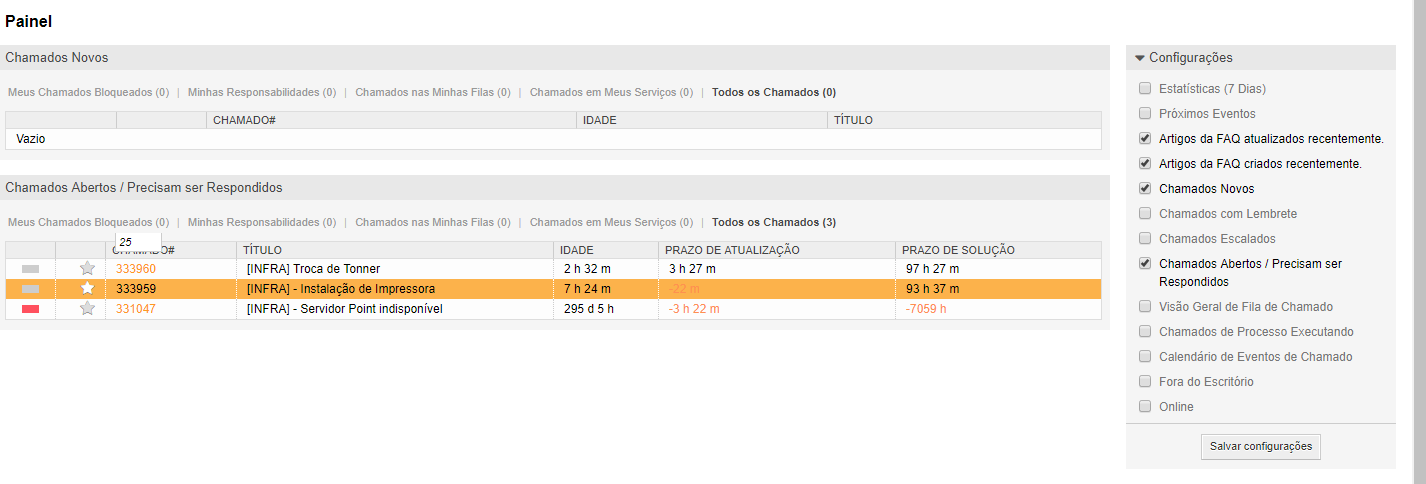 Painel
Chamados Novos
Meus Chamados Bloqueados (0) | Minhas Responsabilidades (0) | Chamados nas Minhas Filas (0) | Chamados em Meus Serviços (0) | Todos os Chamados (0)
CHAMADO# IDADE TÍTULO
Vazio
Chamados Abertos / Precisam ser Respondidos
Meus Chamados Bloqueados (0) | Minhas Responsabilidades (0) | Chamados nas Minhas Filas (0) | Chamados em Meus Serviços (0) | Todos os Chamados (3)
25
CHAMADO# TÍTULO IDADE PRAZO DE ATUALIZAÇÃO PRAZO DE SOLUÇÃO
333960 [INFRA] Troca de Tonner 2 h 32 m 3 h 27 m 97 h 27 m
333959 [INFRA] - Instalação de Impressora 7 h 24 m -22 m 93 h 37 m
331047 [INFRA] - Servidor Point indisponível 295 d 5 h -3 h 22 m -7059 h
Configurações
Estatísticas (7 Dias)
Próximos Eventos
Artigos da FAQ atualizados recentemente.
Artigos da FAQ criados recentemente.
Chamados Novos
Chamados com Lembrete
Chamados Escalados
Chamados Abertos / Precisam ser
Respondidos
Visão Geral de Fila de Chamado
Chamados de Processo Executando
Calendário de Eventos de Chamado
Fora do Escritório
Online
Salvar configurações